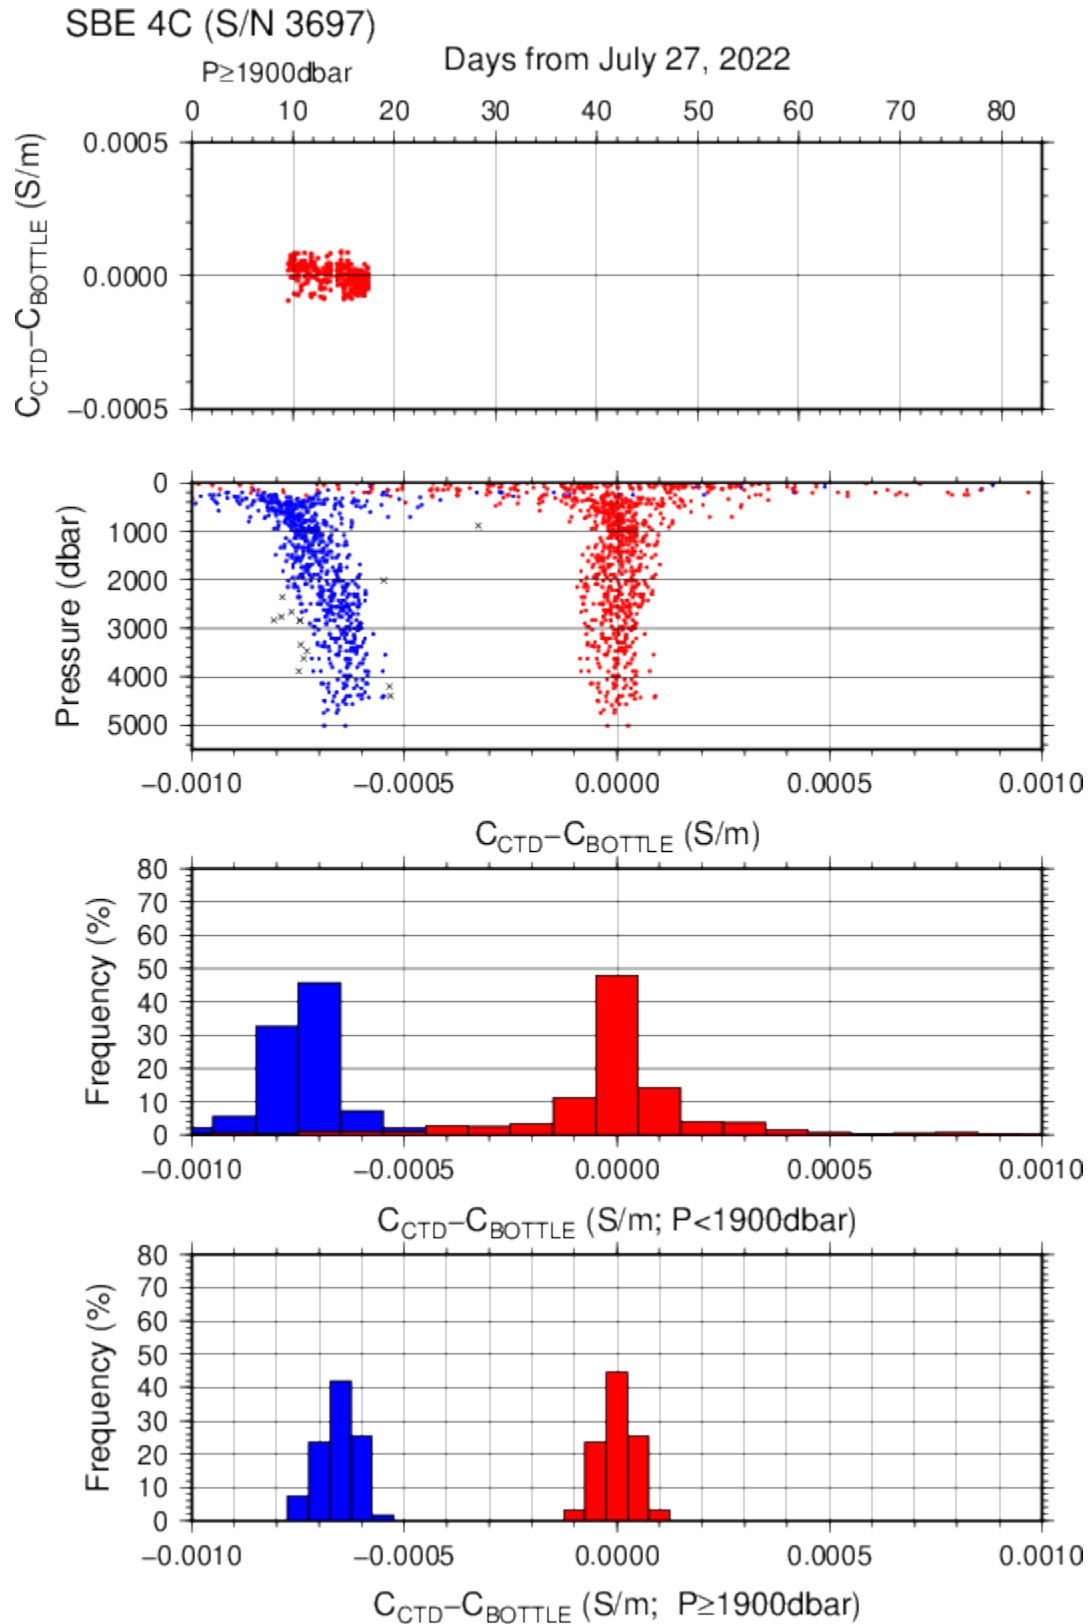 SBE 4C (S/N 3697)
P≥1900dbar
Days from July 27, 2022
0 10 20 30 40 50 60 70 80
0.0005
0.0000
−0.0005
C_CTD−C_BOTTLE (S/m)
0
1000
2000
3000
4000
5000
Pressure (dbar)
−0.0010 −0.0005 0.0000 0.0005 0.0010
C_CTD−C_BOTTLE (S/m)
80
70
60
50
40
30
20
10
0
Frequency (%)
−0.0010 −0.0005 0.0000 0.0005 0.0010
C_CTD−C_BOTTLE (S/m; P<1900dbar)
80
70
60
50
40
30
20
10
0
Frequency (%)
−0.0010 −0.0005 0.0000 0.0005 0.0010
C_CTD−C_BOTTLE (S/m; P≥1900dbar)